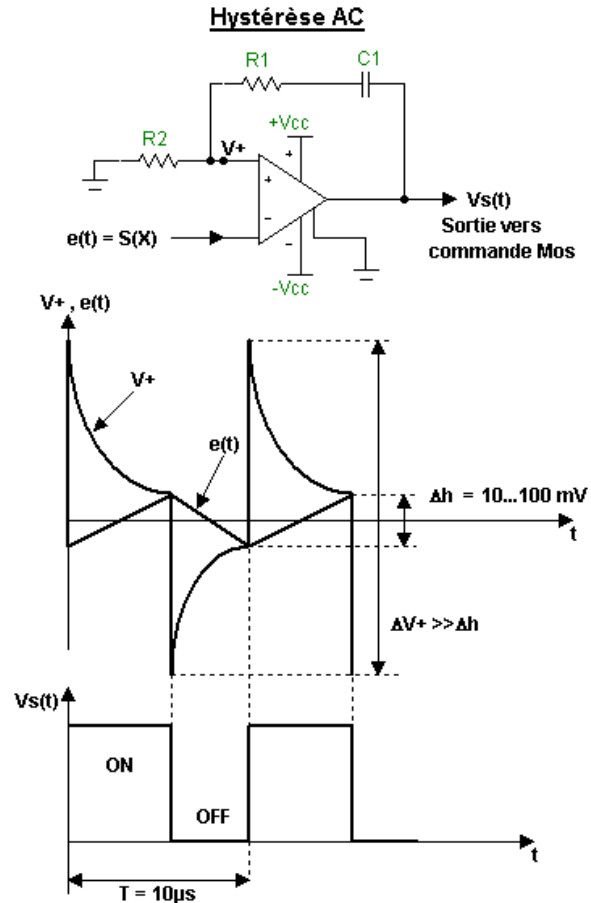 Hystérèse AC
R1
C1
R2
V+
+Vcc
+
+
−
−
-Vcc
e(t) = S(X)
Vs(t)
Sortie vers
commande Mos
V+ , e(t)
V+
e(t)
Δh = 10...100 mV
t
ΔV+ >>Δh
Vs(t)
ON
OFF
t
T = 10µs